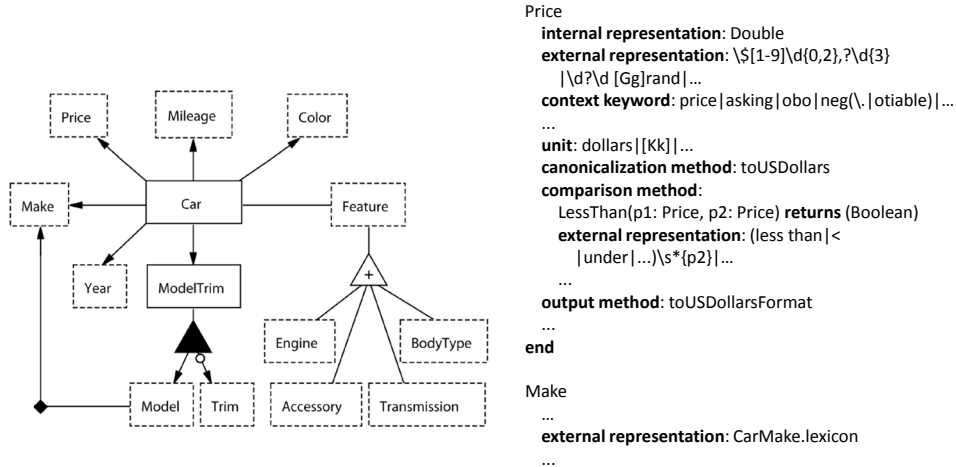 Price
Mileage
Color
Make
Car
Feature
Year
ModelTrim
+
Engine
BodyType
Model
Trim
Accessory
Transmission
Price
internal representation: Double
external representation: \$[1-9]\d{0,2},?\d{3}
|\d?\d [Gg]rand|...
context keyword: price|asking|obo|neg(\.|otiable)|...
...
unit: dollars|[Kk]|...
canonicalization method: toUSDollars
comparison method:
LessThan(p1: Price, p2: Price) returns (Boolean)
external representation: (less than|<
|under|...)\s*{p2}|...
...
output method: toUSDollarsFormat
...
end
Make
...
external representation: CarMake.lexicon
...